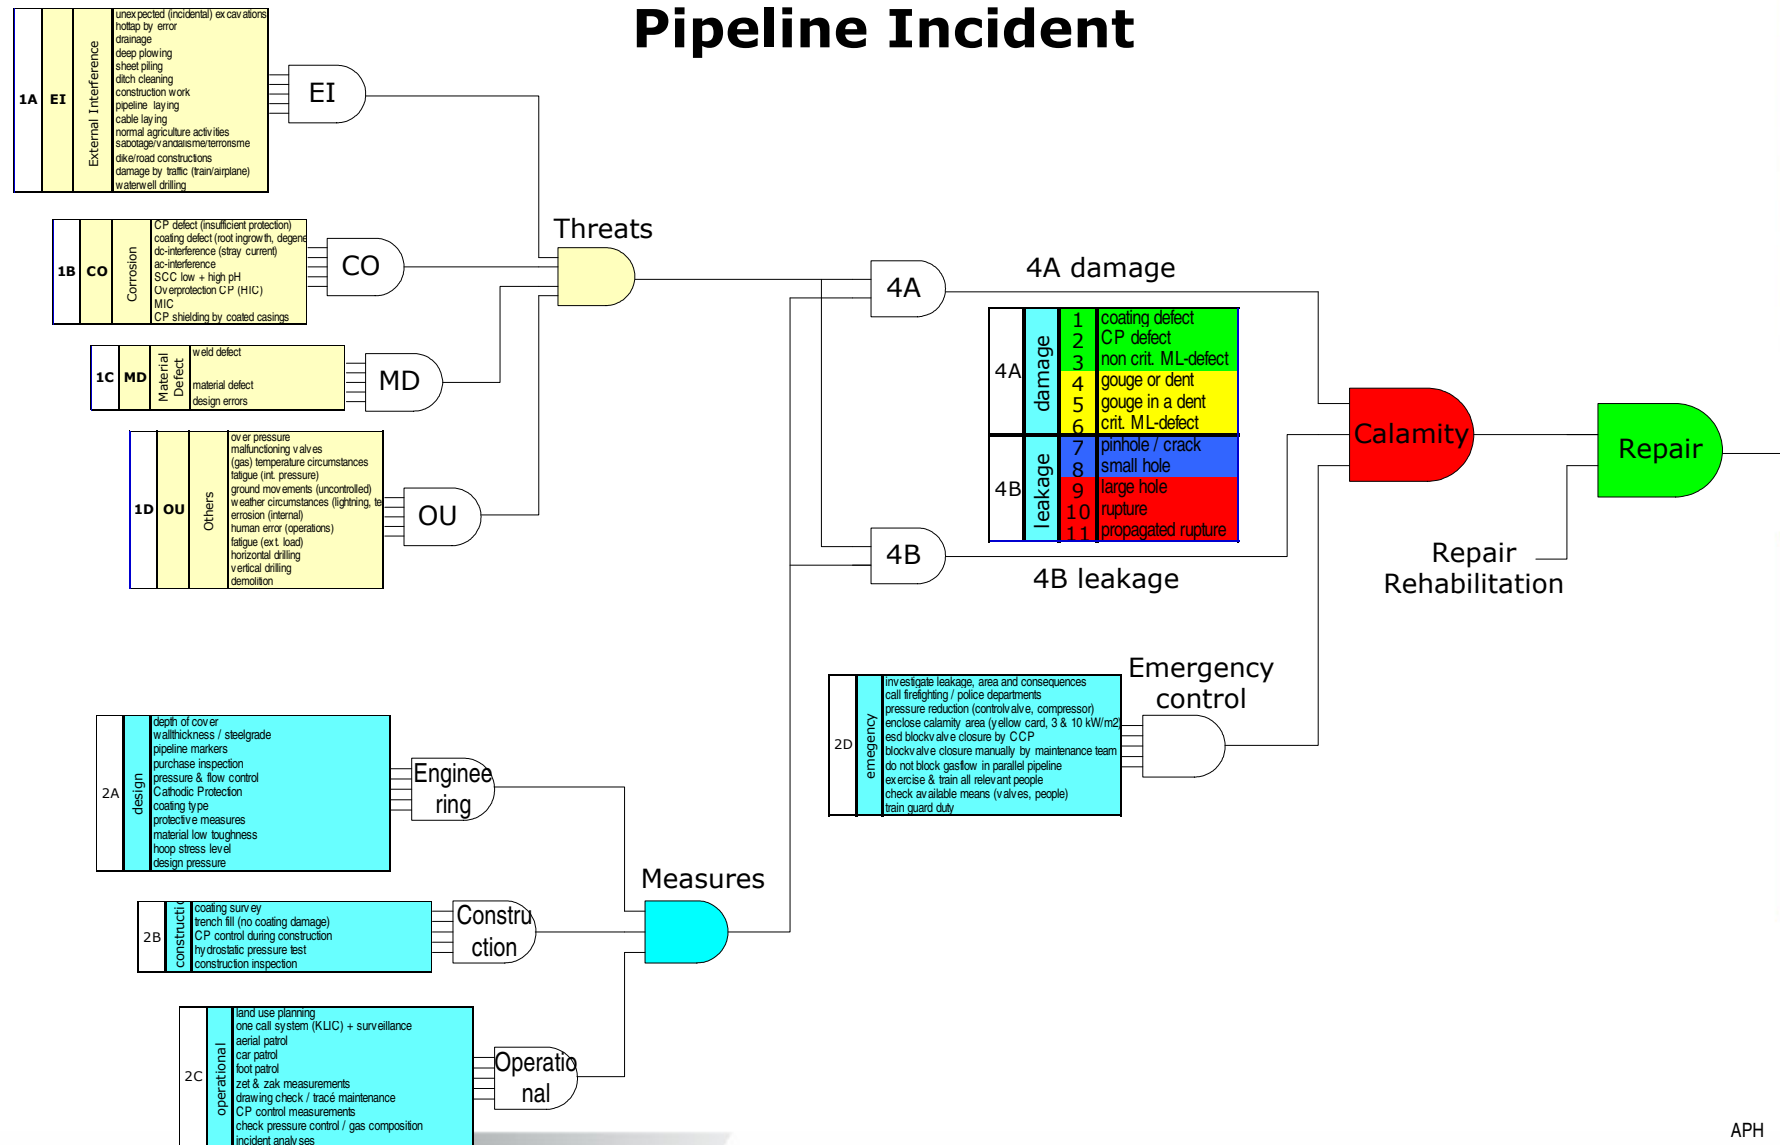 Pipeline Incident
1A
EI
External Interference
unexpected (incidental) excavations
hottap by error
drainage
deep plowing
sheet piling
ditch cleaning
construction work
pipeline laying
cable laying
normal agriculture activities
sabotage/vandalisme/terrorisme
dike/road constructions
damage by traffic (train/airplane)
waterwell drilling
EI
1B
CO
Corrosion
CP defect (insufficient protection)
coating defect (root ingrowth, degene
dc-interference (stray current)
ac-interference
SCC low + high pH
Overprotection CP (HIC)
MIC
CP shielding by coated casings
CO
1C
MD
Material
Defect
weld defect
material defect
design errors
MD
1D
OU
Others
over pressure
malfunctioning valves
(gas) temperature circumstances
fatigue (int. pressure)
ground movements (uncontrolled)
weather circumstances (lightning, te
errosion (internal)
human error (operations)
fatigue (ext. load)
horizontal drilling
vertical drilling
demolition
OU
Threats
4A
4A damage
4A
damage
1 coating defect
2 CP defect
3 non crit. ML-defect
4 gouge or dent
5 gouge in a dent
6 crit. ML-defect
4B
leakage
7 pinhole / crack
8 small hole
9 large hole
10 rupture
11 propagated rupture
4B
4B leakage
Calamity
Repair
Repair
Rehabilitation
Emergency
control
2D
emegency
investigate leakage, area and consequences
call firefighting / police departments
pressure reduction (controlvalve, compressor)
enclose calamity area (yellow card, 3 & 10 kW/m2)
esd blockvalve closure by CCP
blockvalve closure manually by maintenance team
do not block gasflow in parallel pipeline
exercise & train all relevant people
check available means (valves, people)
train guard duty
2A
design
depth of cover
wallthickness / steelgrade
pipeline markers
purchase inspection
pressure & flow control
Cathodic Protection
coating type
protective measures
material low toughness
hoop stress level
design pressure
Enginee
ring
Measures
2B
constructi
coating survey
trench fill (no coating damage)
CP control during construction
hydrostatic pressure test
construction inspection
Constru
ction
2C
operational
land use planning
one call system (KLIC) + surveillance
aerial patrol
car patrol
foot patrol
zet & zak measurements
drawing check / tracé maintenance
CP control measurements
check pressure control / gas composition
incident analyses
Operatio
nal
APH